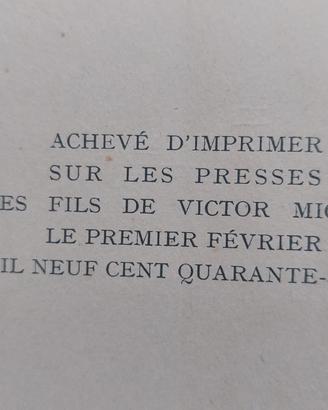 ACHEVÉ D'IMPRIMER
SUR LES PRESSES
ES FILS DE VICTOR MIC
LE PREMIER FÉVRIER
IL NEUF CENT QUARANTE-